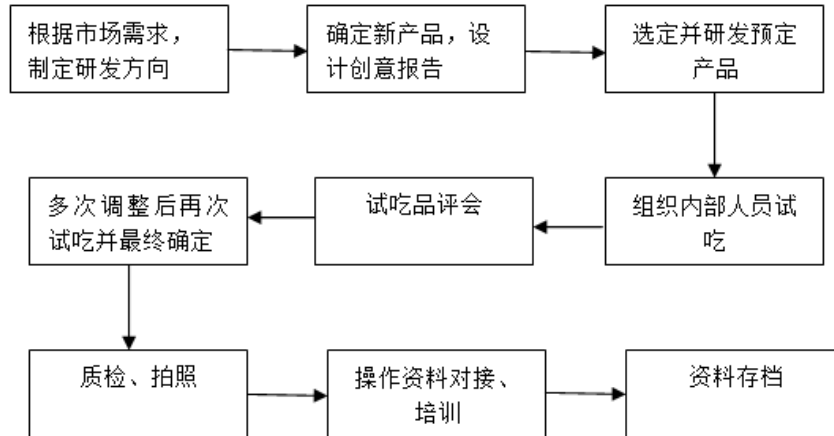 根据市场需求，
制定研发方向
确定新产品，设
计创意报告
选定并研发预定
产品
组织内部人员试
吃
试吃品评会
多次调整后再次
试吃并最终确定
质检、拍照
操作资料对接、
培训
资料存档